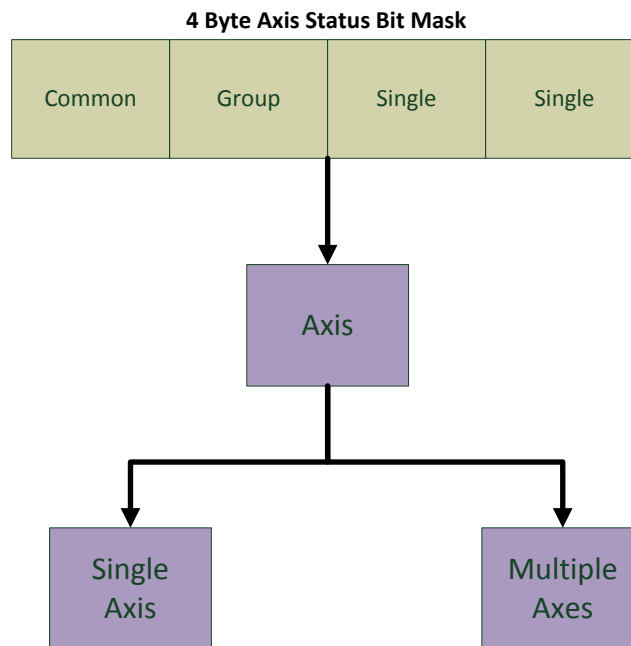 4 Byte Axis Status Bit Mask
Common Group Single Single
Axis
Single Multiple
Axis Axes